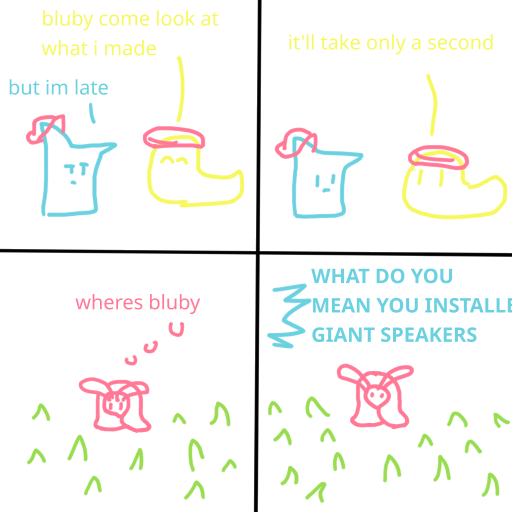 bluby come look at
what i made
but im late
it'll take only a second
wheres bluby
WHAT DO YOU
MEAN YOU INSTALLE
GIANT SPEAKERS